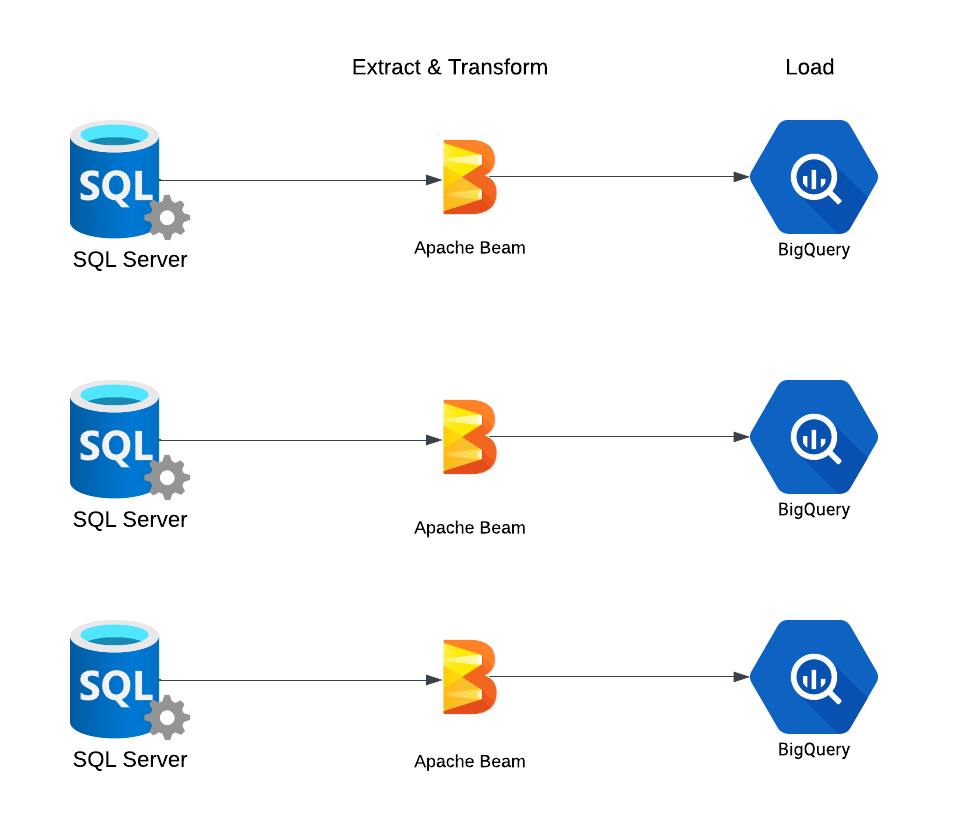 Extract & Transform
Load
SQL
SQL Server
Apache Beam
BigQuery
SQL
SQL Server
Apache Beam
BigQuery
SQL
SQL Server
Apache Beam
BigQuery